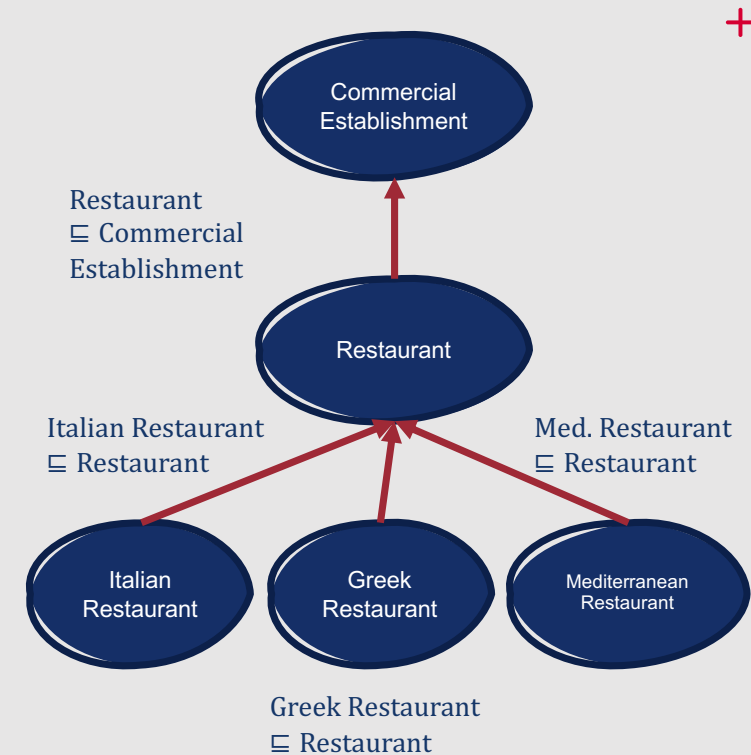 Commercial
Establishment
Restaurant
⊑ Commercial
Establishment
Restaurant
Italian Restaurant
⊑ Restaurant
Med. Restaurant
⊑ Restaurant
Italian
Restaurant
Greek
Restaurant
Mediterranean
Restaurant
Greek Restaurant
⊑ Restaurant